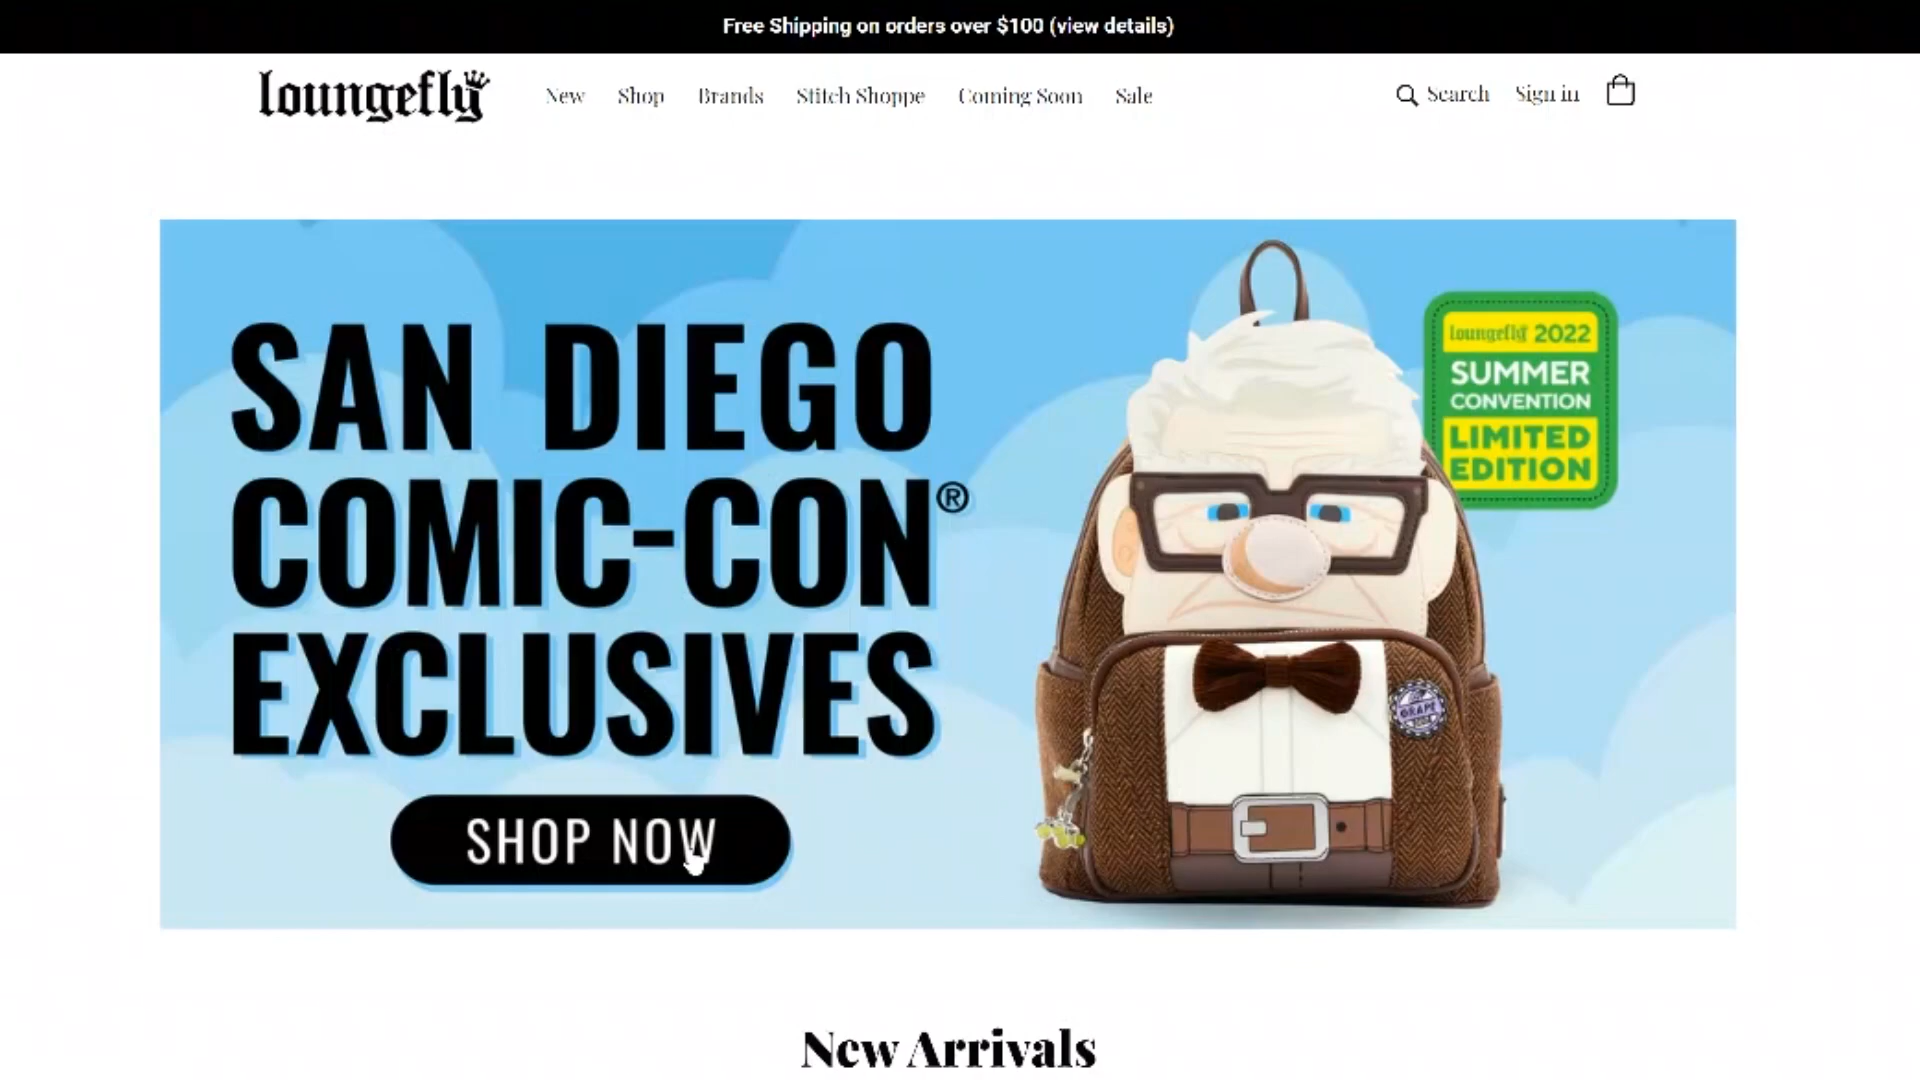 Free Shipping on orders over $100 (view details)
loungefly
New Shop Brands Stitch Shoppe Coming Soon Sale
Search Sign in
SAN DIEGO
COMIC-CON®
EXCLUSIVES
SHOP NOW
loungefly 2022
SUMMER
CONVENTION
LIMITED
EDITION
GRAPE
New Arrivals